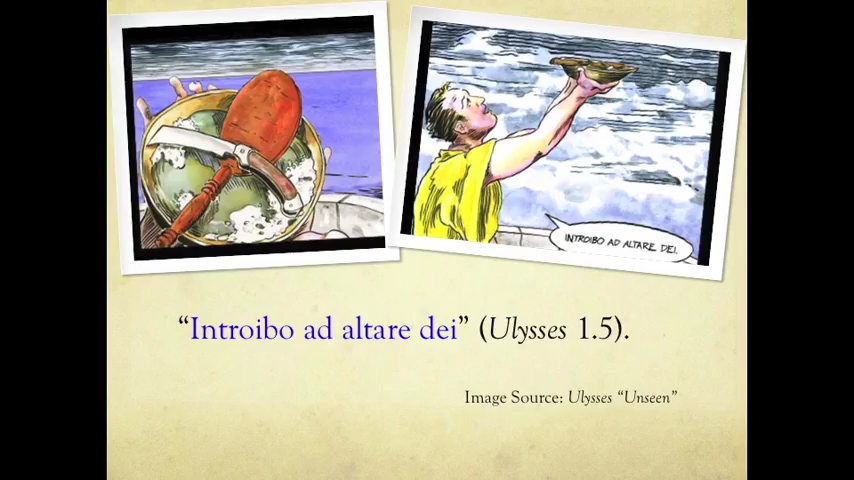 INTROIBO AD ALTARE DEI.
“Introibo ad altare dei” (Ulysses 1.5).
Image Source: Ulysses “Unseen”